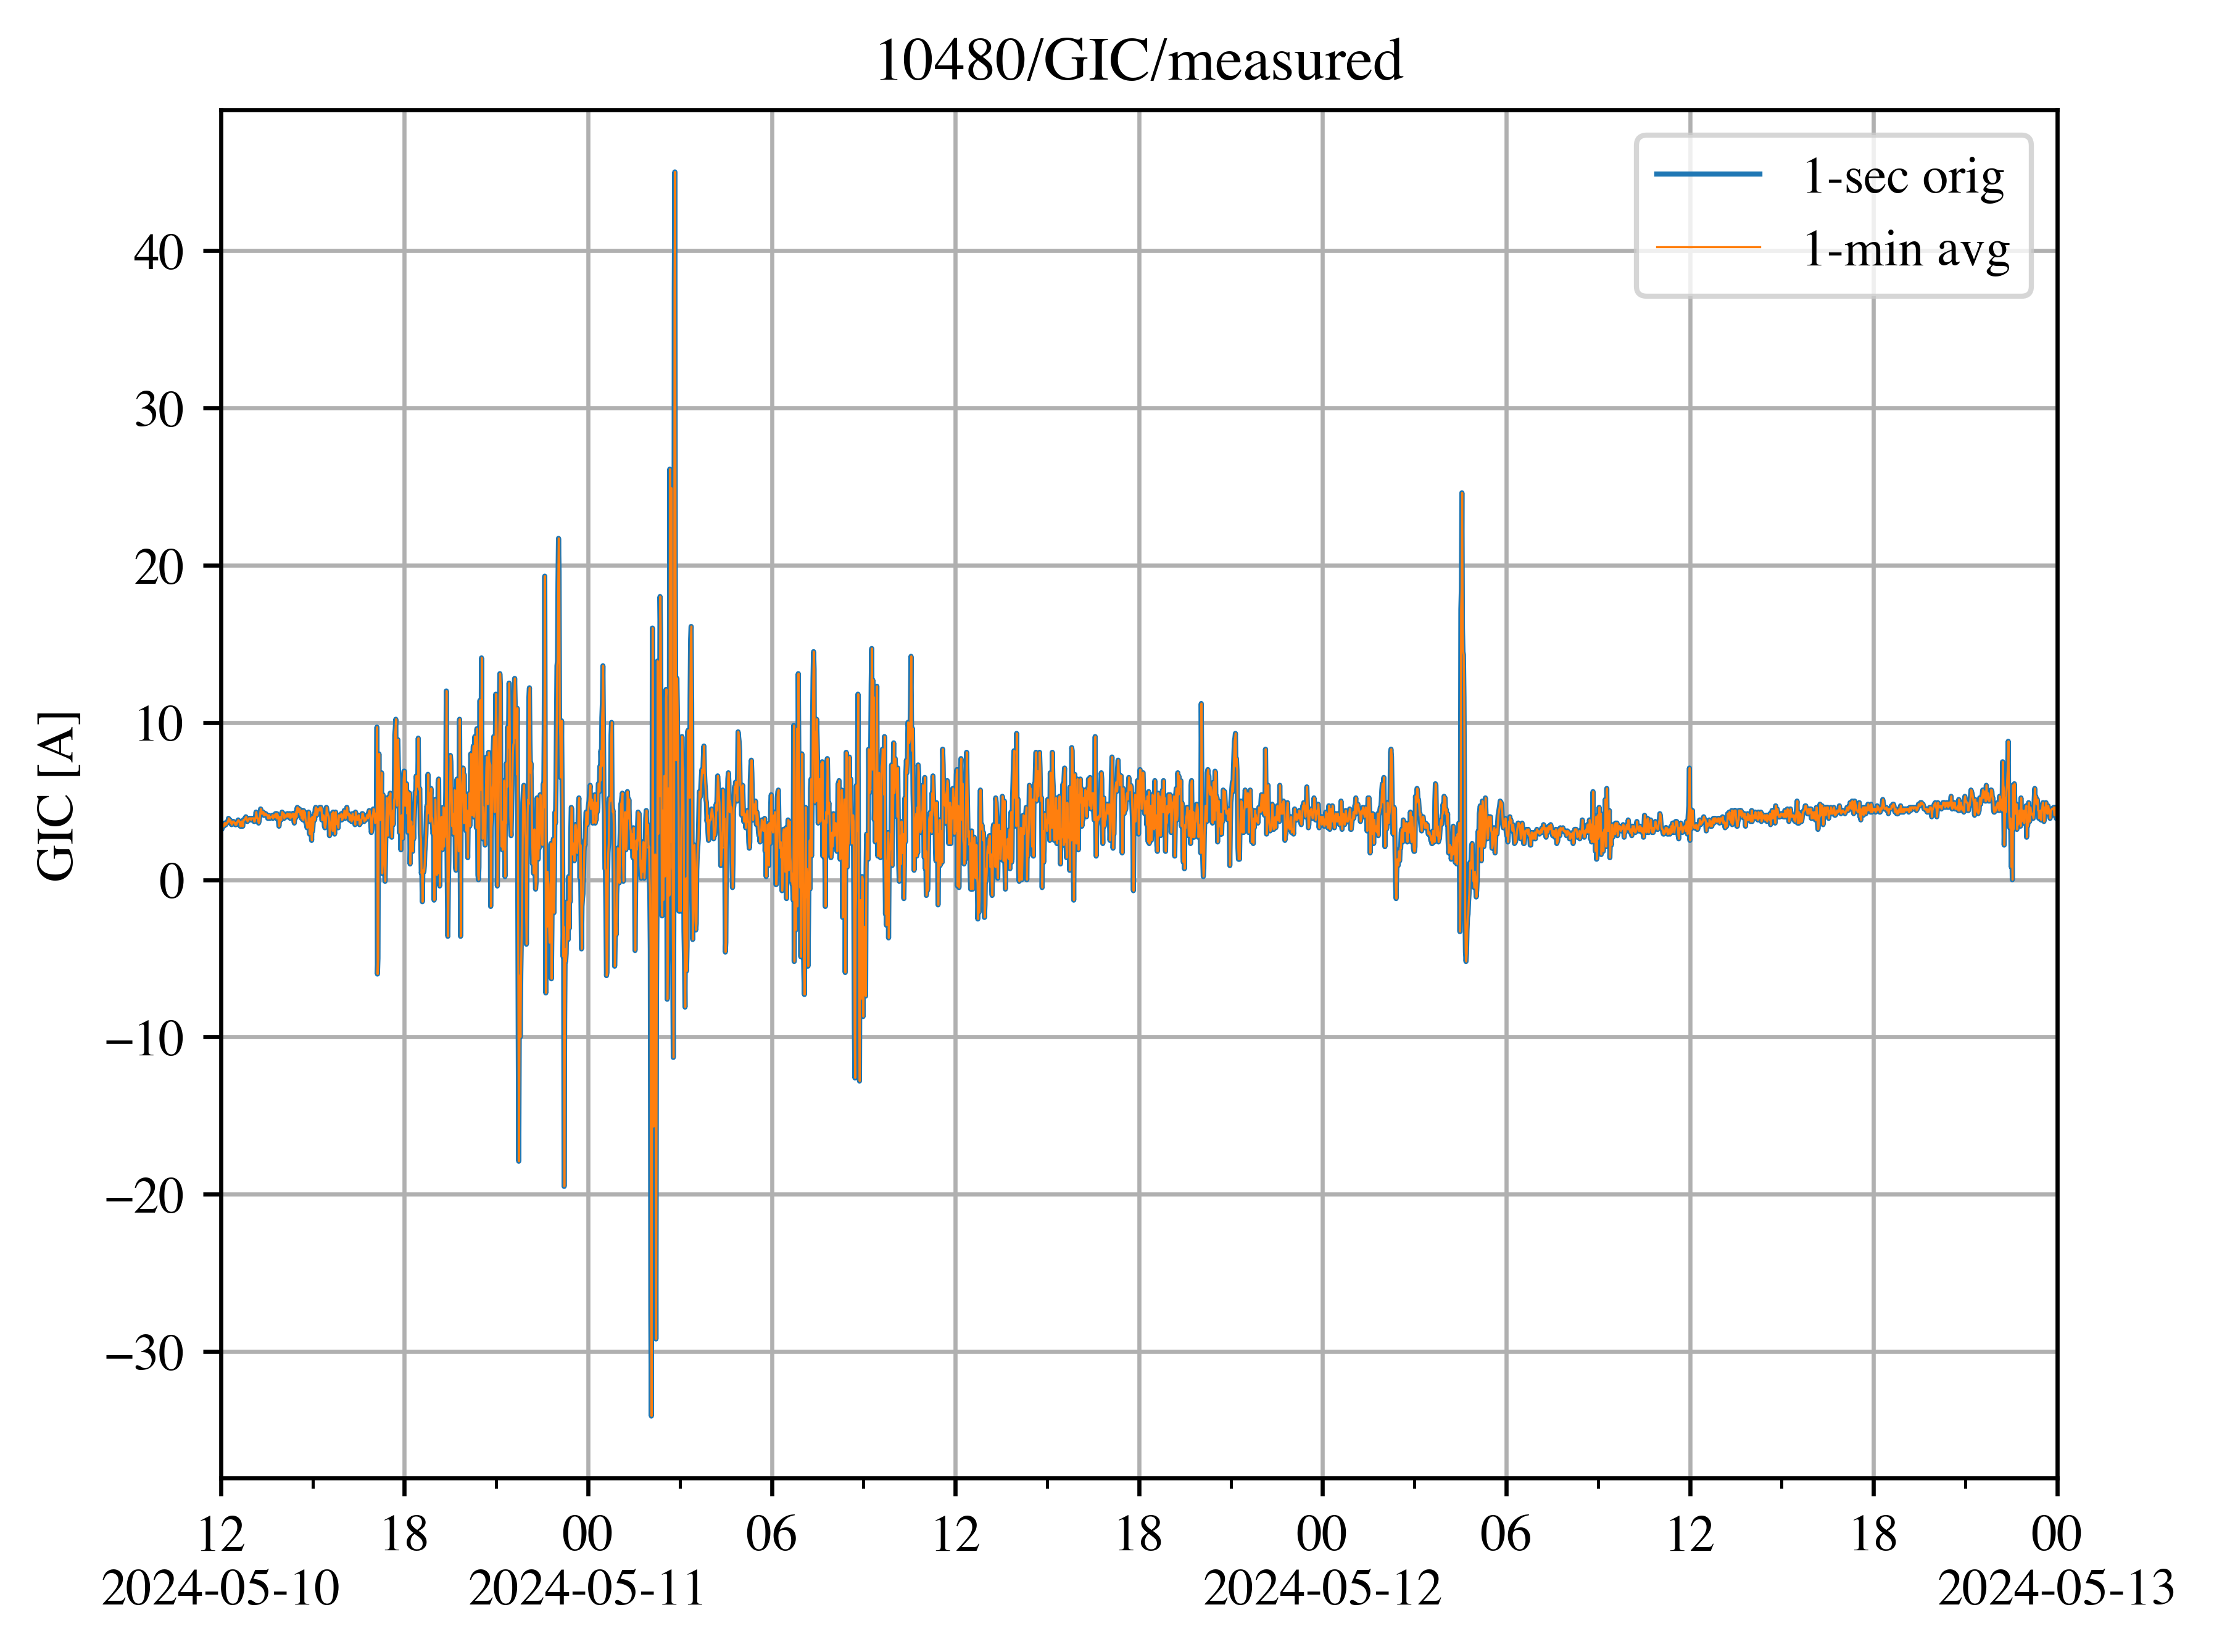 10480/GIC/measured
1-sec orig
1-min avg
GIC [A]
40
30
20
10
0
−10
−20
−30
12 18 00 06 12 18 00 06 12 18 00
2024-05-10 2024-05-11 2024-05-12 2024-05-13